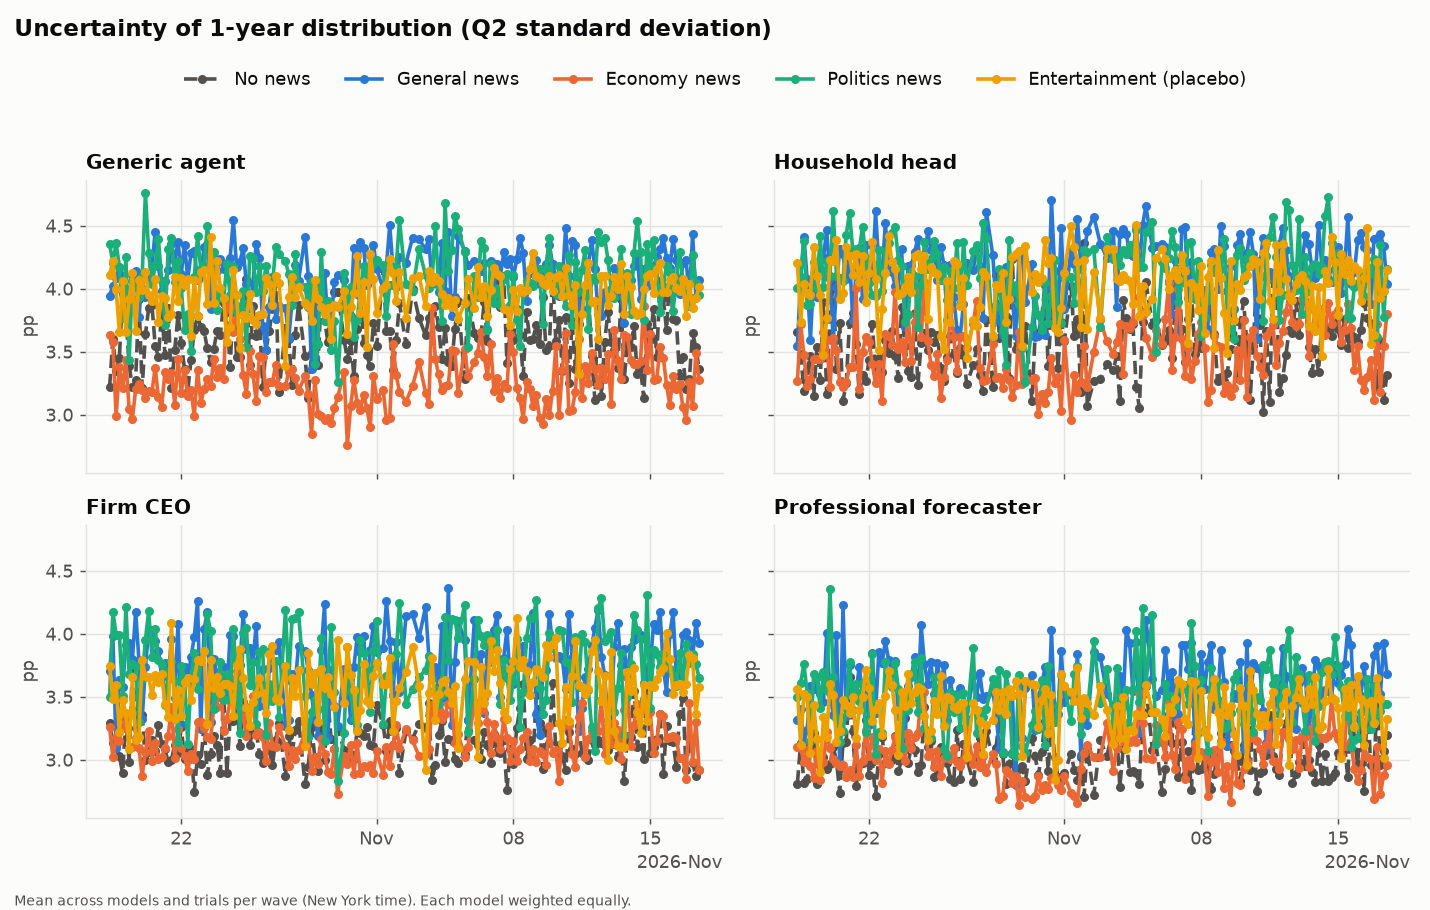 Uncertainty of 1-year distribution (Q2 standard deviation)
No news
General news
Economy news
Politics news
Entertainment (placebo)
Generic agent
Household head
4.5
4.0
3.5
3.0
pp
pp
Firm CEO
Professional forecaster
4.5
4.0
3.5
3.0
pp
pp
22
Nov
08
15
2026-Nov
22
Nov
08
15
2026-Nov
Mean across models and trials per wave (New York time). Each model weighted equally.